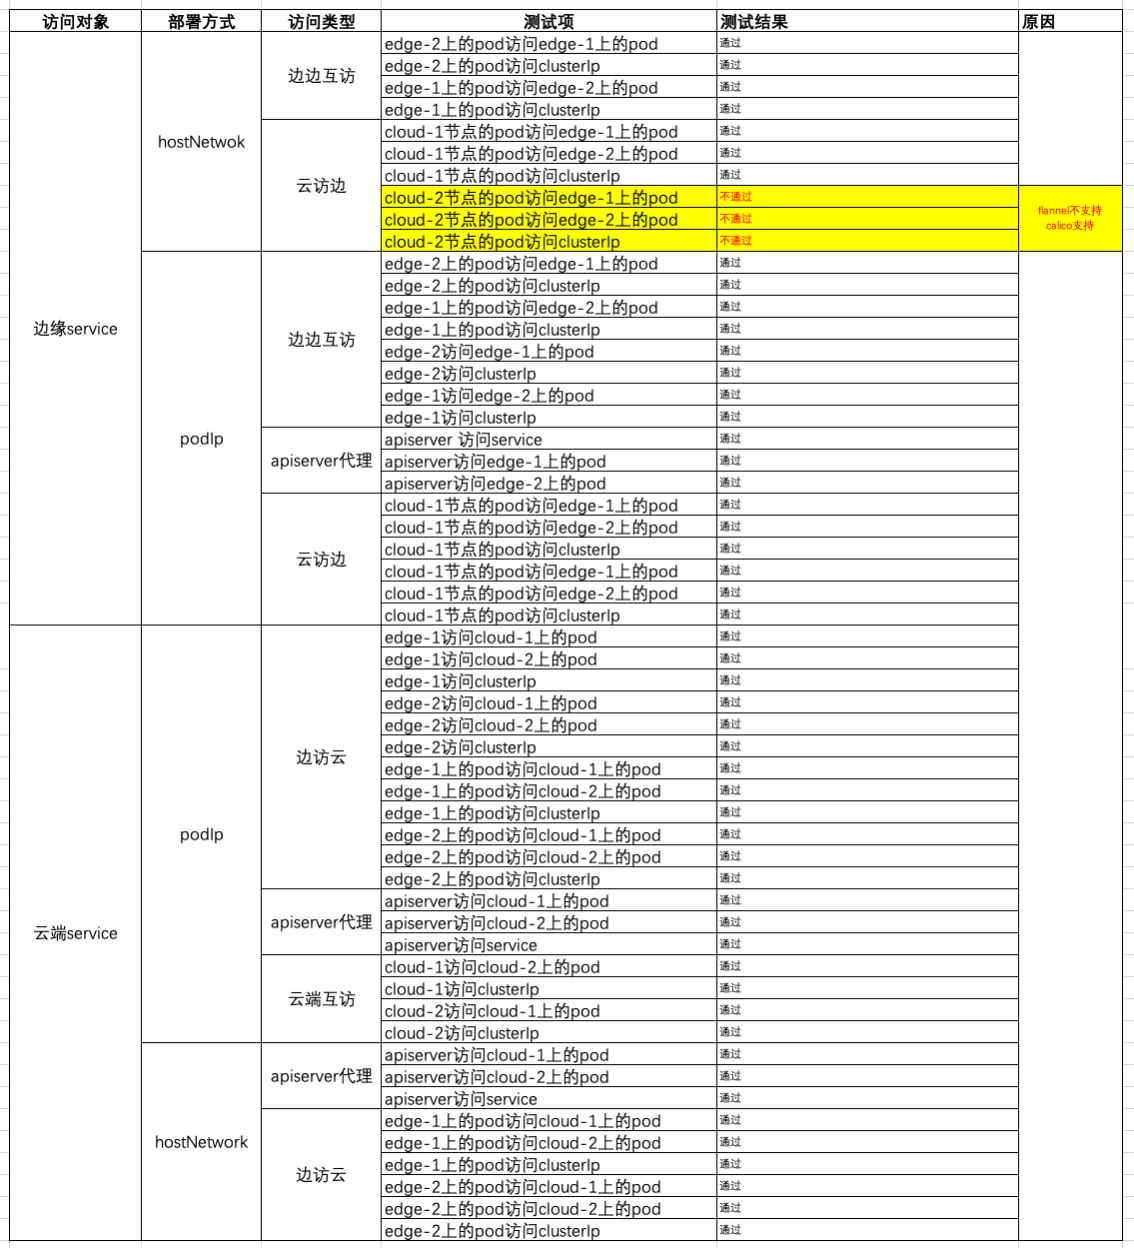 访问对象 部署方式 访问类型 测试项 测试结果 原因
边缘service hostNetwok 边边互访 edge-2上的pod访问edge-1上的pod 通过
edge-2上的pod访问clusterIp 通过
edge-1上的pod访问edge-2上的pod 通过
edge-1上的pod访问clusterIp 通过
云访边 cloud-1节点的pod访问edge-1上的pod 通过
cloud-1节点的pod访问edge-2上的pod 通过
cloud-1节点的pod访问clusterIp 通过
cloud-2节点的pod访问edge-1上的pod 不通过 flannel不支持
cloud-2节点的pod访问edge-2上的pod 不通过 calico支持
cloud-2节点的pod访问clusterIp 不通过
podIp 边边互访 edge-2上的pod访问edge-1上的pod 通过
edge-2上的pod访问clusterIp 通过
edge-1上的pod访问edge-2上的pod 通过
edge-1上的pod访问clusterIp 通过
edge-2访问edge-1上的pod 通过
edge-2访问clusterIp 通过
edge-1访问edge-2上的pod 通过
edge-1访问clusterIp 通过
apiserver代理 apiserver 访问service 通过
apiserver访问edge-1上的pod 通过
apiserver访问edge-2上的pod 通过
云访边 cloud-1节点的pod访问edge-1上的pod 通过
cloud-1节点的pod访问edge-2上的pod 通过
cloud-1节点的pod访问clusterIp 通过
cloud-1节点的pod访问edge-1上的pod 通过
cloud-1节点的pod访问edge-2上的pod 通过
cloud-1节点的pod访问clusterIp 通过
云端service podIp 边访云 edge-1访问cloud-1上的pod 通过
edge-1访问cloud-2上的pod 通过
edge-1访问clusterIp 通过
edge-2访问cloud-1上的pod 通过
edge-2访问cloud-2上的pod 通过
edge-2访问clusterIp 通过
edge-1上的pod访问cloud-1上的pod 通过
edge-1上的pod访问cloud-2上的pod 通过
edge-1上的pod访问clusterIp 通过
edge-2上的pod访问cloud-1上的pod 通过
edge-2上的pod访问cloud-2上的pod 通过
edge-2上的pod访问clusterIp 通过
apiserver代理 apiserver访问cloud-1上的pod 通过
apiserver访问cloud-2上的pod 通过
apiserver访问service 通过
云端互访 cloud-1访问cloud-2上的pod 通过
cloud-1访问clusterIp 通过
cloud-2访问cloud-1上的pod 通过
cloud-2访问clusterIp 通过
hostNetwork apiserver代理 apiserver访问cloud-1上的pod 通过
apiserver访问cloud-2上的pod 通过
apiserver访问service 通过
边访云 edge-1上的pod访问cloud-1上的pod 通过
edge-1上的pod访问cloud-2上的pod 通过
edge-1上的pod访问clusterIp 通过
edge-2上的pod访问cloud-1上的pod 通过
edge-2上的pod访问cloud-2上的pod 通过
edge-2上的pod访问clusterIp 通过